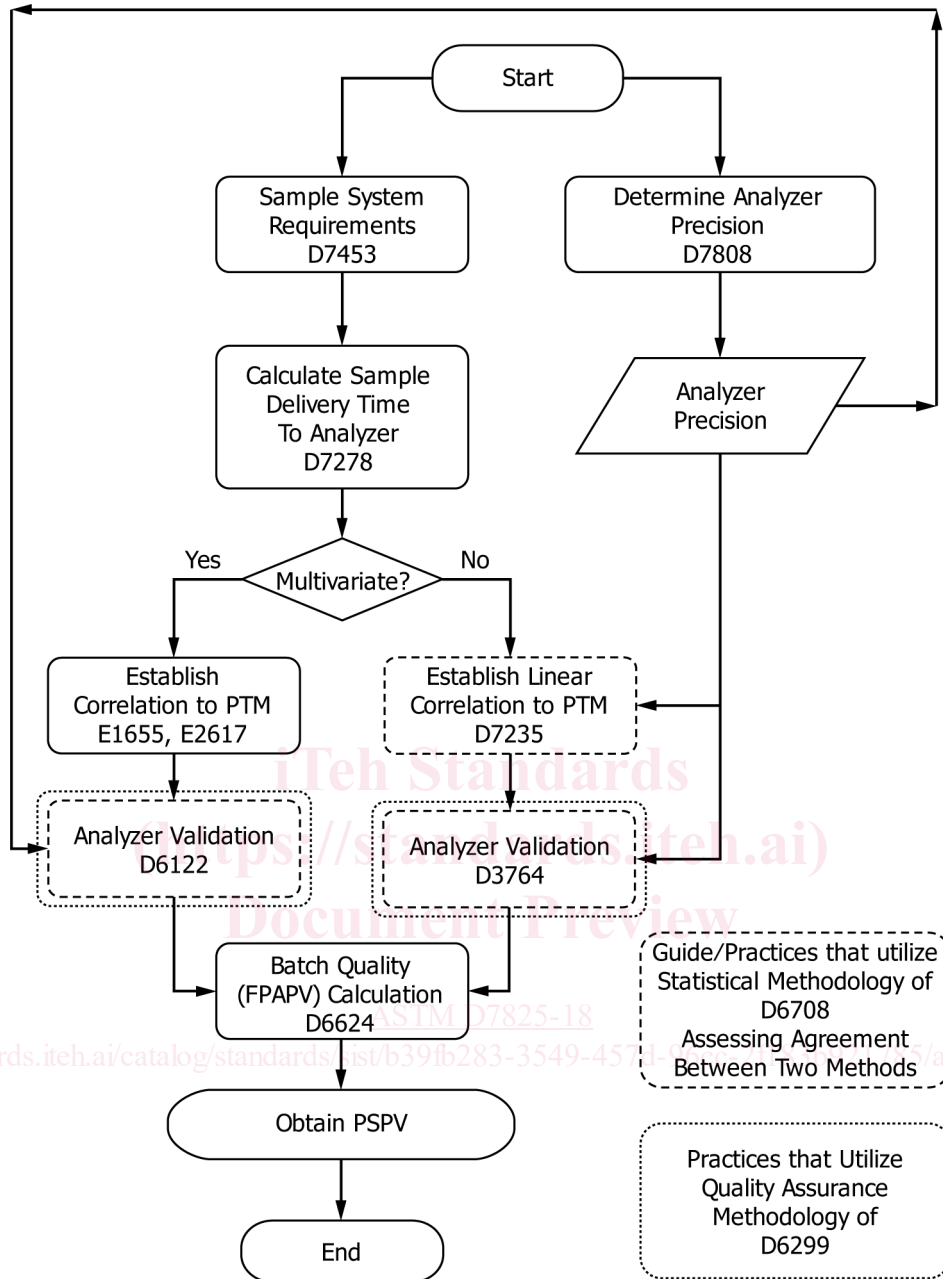 Start
Sample System
Requirements
D7453
Determine Analyzer
Precision
D7808
Calculate Sample
Delivery Time
To Analyzer
D7278
Analyzer
Precision
Yes
Multivariate?
No
Establish
Correlation to PTM
E1655, E2617
Establish Linear
Correlation to PTM
D7235
iTeh Standards
Analyzer Validation
D6122
Analyzer Validation
D3764
(https://standards.iteh.ai)
Document Preview
Batch Quality
(FPAPV) Calculation
D6624
ASTM D7825-18
Guide/Practices that utilize
Statistical Methodology of
D6708
Assessing Agreement
Between Two Methods
Obtain PSPV
Practices that Utilize
Quality Assurance
Methodology of
D6299
End